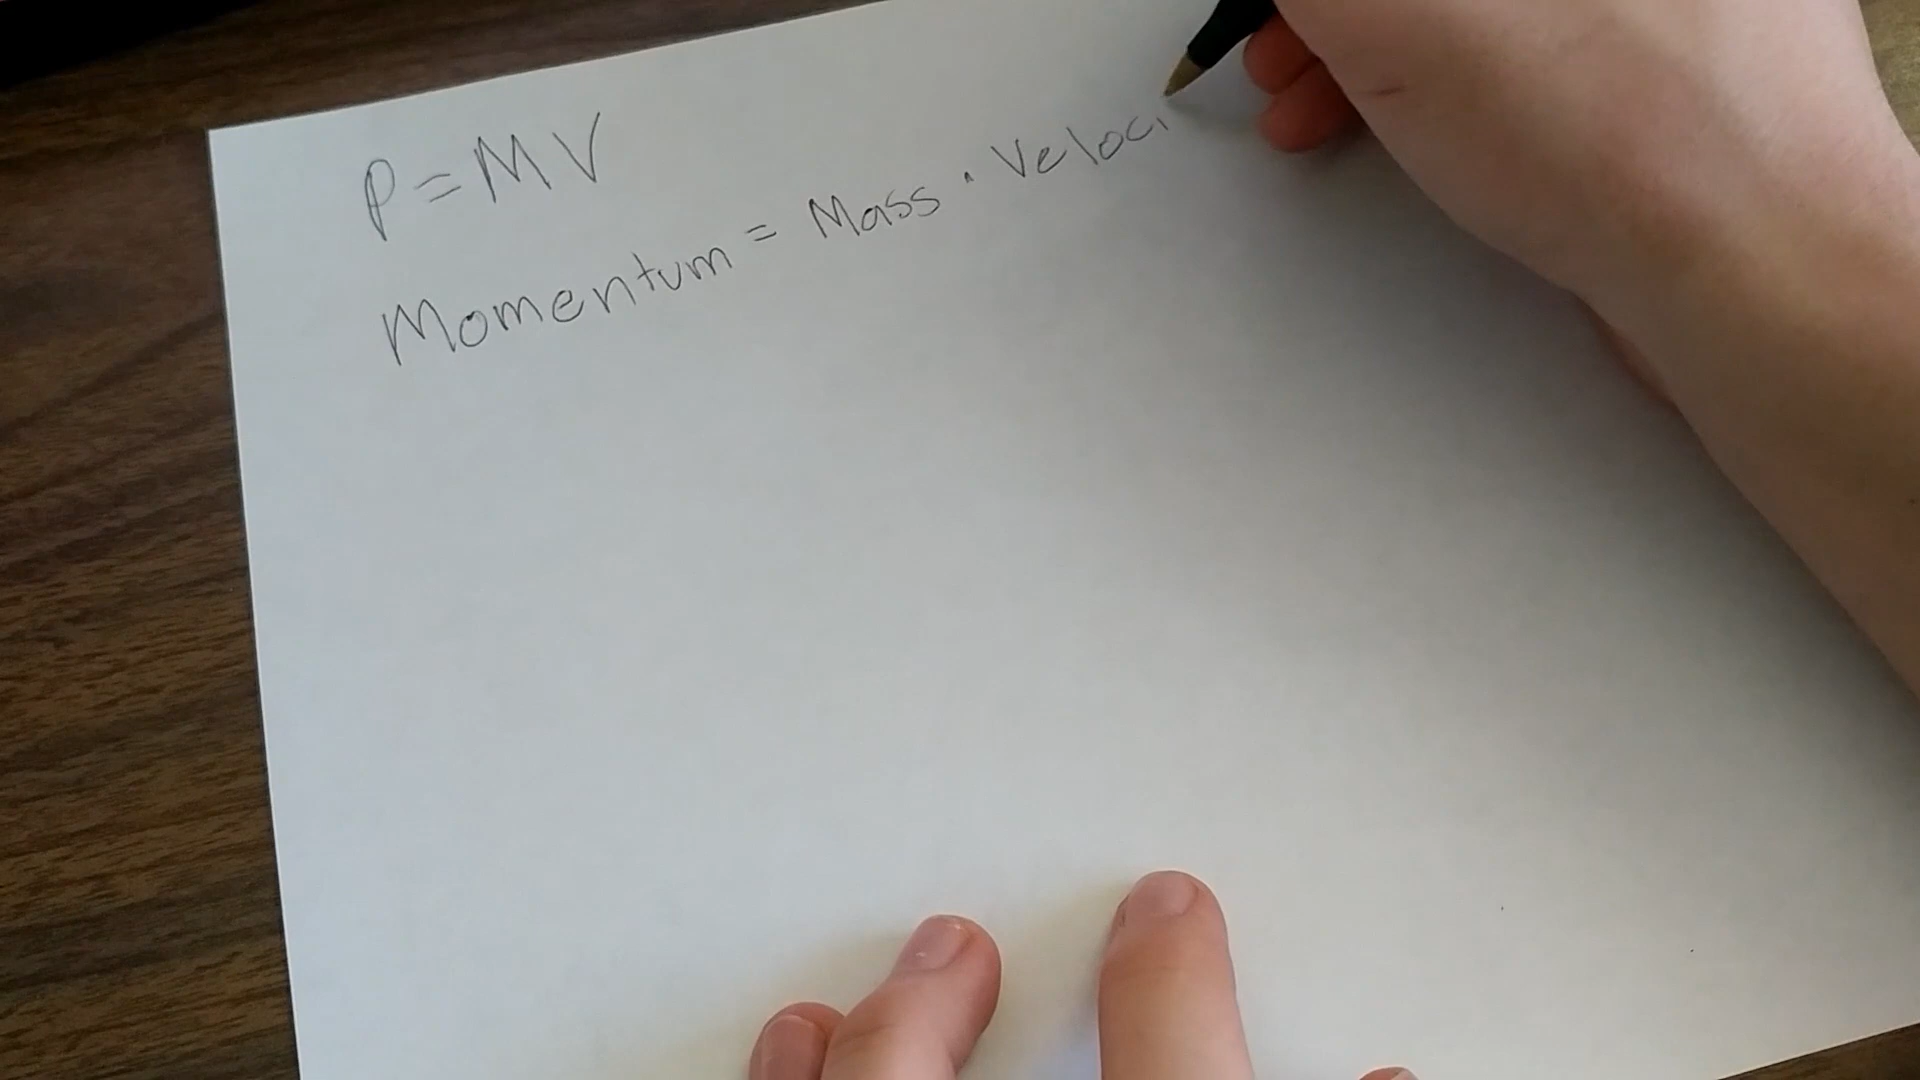 P = MV
Momentum = Mass · Veloci